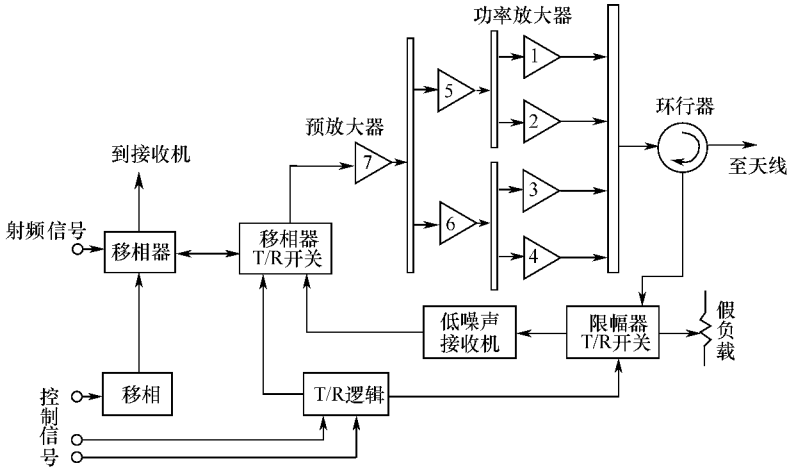 功率放大器
1
5
2
预放大器
7
环行器
至天线
到接收机
3
6
4
射频信号
移相器
移相器
T/R开关
低噪声
接收机
限幅器
T/R开关
假负载
移相
T/R逻辑
控制信号